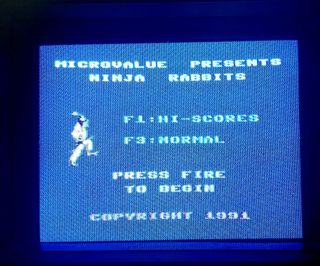 MICROVALUE PRESENTS
NINJA RABBITS
F1:HI-SCORES
F3:NORMAL
PRESS FIRE
TO BEGIN
COPYRIGHT 1991